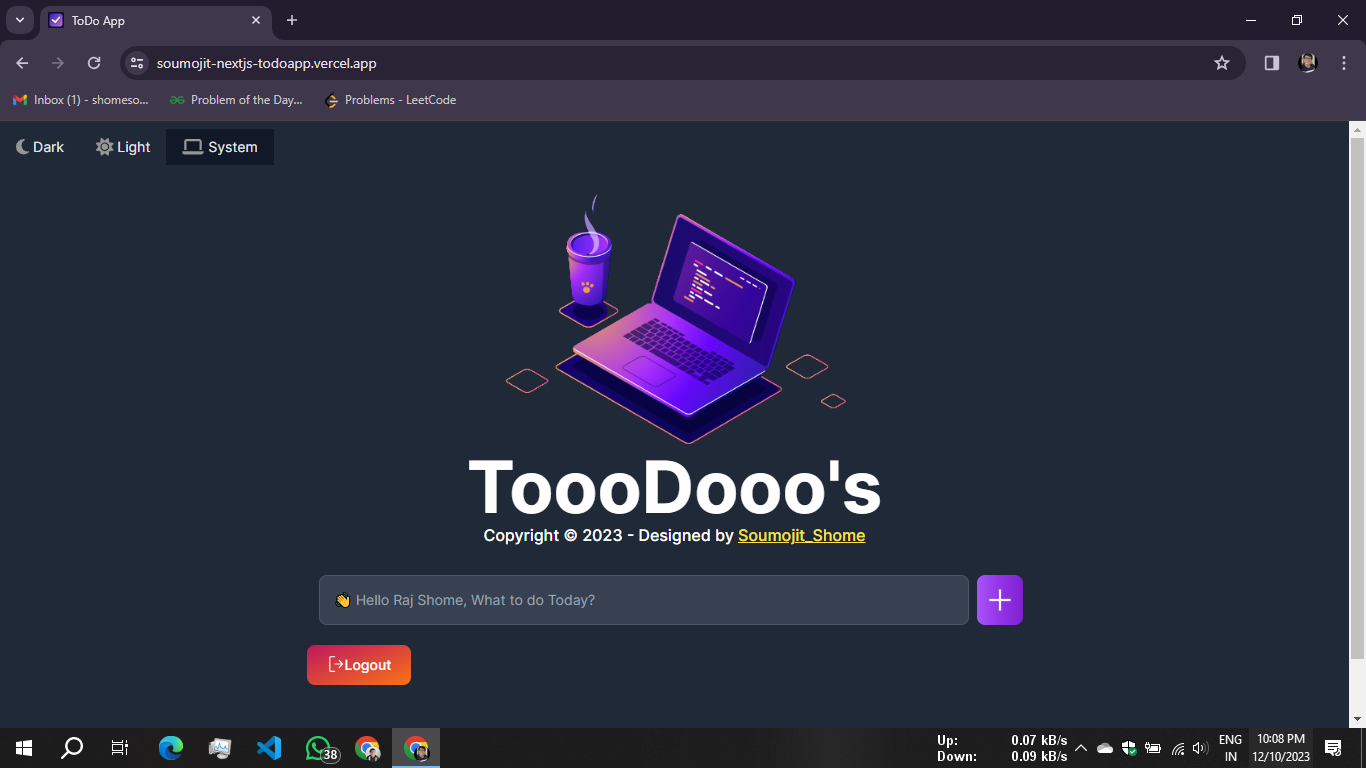 ToDo App
soumojit-nextjs-todoapp.vercel.app
Inbox (1) - shomeso... Problem of the Day... Problems - LeetCode
Dark Light System
ToooDooo's
Copyright © 2023 - Designed by Soumojit_Shome
👋 Hello Raj Shome, What to do Today?
Logout
38
Up: 0.07 kB/s
Down: 0.09 kB/s
ENG
IN
10:08 PM
12/10/2023